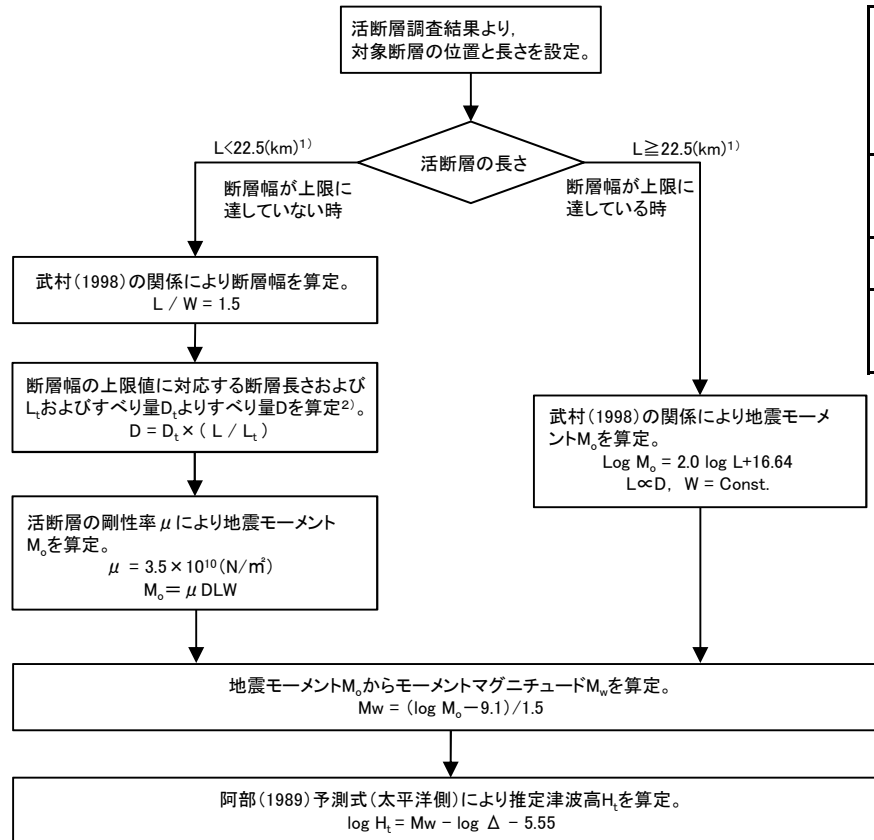 活断層調査結果より,
対象断層の位置と長さを設定。
L<22.5(km)¹⁾
活断層の長さ
L≧22.5(km)¹⁾
断層幅が上限に
達していない時
断層幅が上限に
達している時
武村(1998)の関係により断層幅を算定。
L / W = 1.5
断層幅の上限値に対応する断層長さおよび
Lₜおよびすべり量Dₜよりすべり量Dを算定²⁾。
D = Dₜ × ( L / Lₜ )
武村(1998)の関係により地震モーメ
ントMₒを算定。
Log Mₒ = 2.0 log L+16.64
L∝D, W = Const.
活断層の剛性率μにより地震モーメント
Mₒを算定。
μ = 3.5×10¹⁰(N/㎡)
Mₒ=μDLW
地震モーメントMₒからモーメントマグニチュードM_wを算定。
Mw = (log Mₒ-9.1)/1.5
阿部(1989)予測式(太平洋側)により推定津波高Hₜを算定。
log Hₜ = Mw - log Δ - 5.55